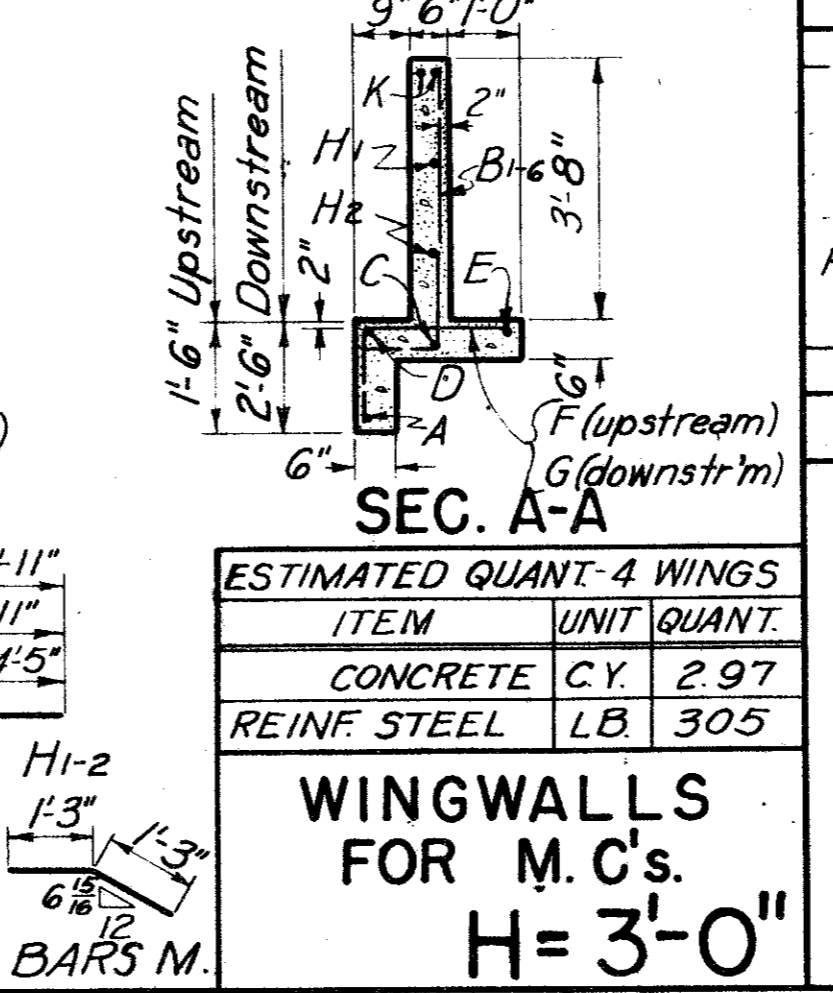 9" 6" 1'-0"
K
2"
H1
B1-6
3'-8"
H2
1'-6" Upstream
2'-6" Downstream
2"
C
E
D
A
6"
6"
F (upstream)
G (downstr'm)
SEC. A-A
ESTIMATED QUANT.-4 WINGS
ITEM UNIT QUANT.
CONCRETE C.Y. 2.97
REINF. STEEL LB. 305
WINGWALLS
FOR M.C's.
H = 3'-0"
'-11"
11"
4'-5"
H1-2
1'-3"
1'-3"
6 15/16
12
BARS M.